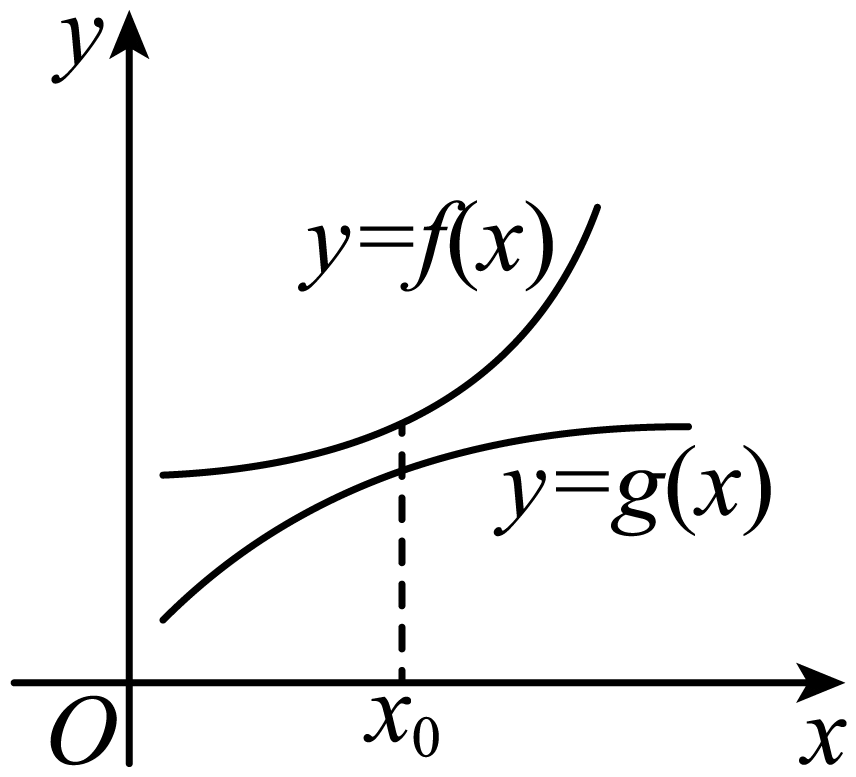 y
y=f(x)
y=g(x)
O
x₀
x